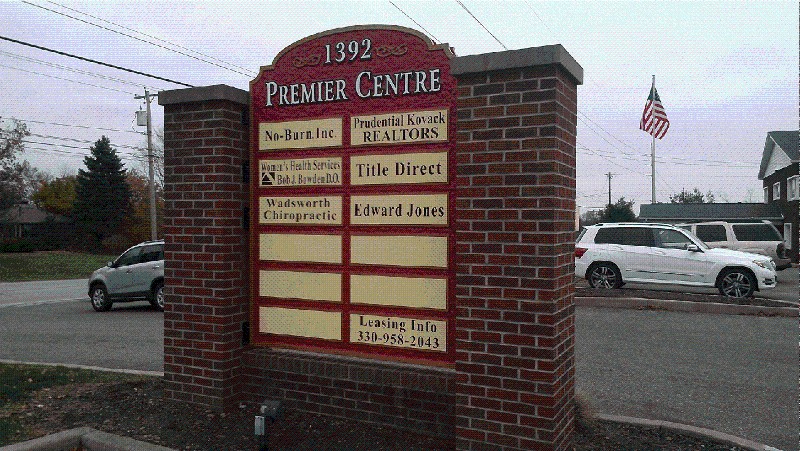 1392
PREMIER CENTRE
No-Burn, Inc.
Prudential Kovack
REALTORS
Women's Health Services
Bob J. Bowden D.O.
Title Direct
Wadsworth
Chiropractic
Edward Jones
Leasing Info
330-958-2043